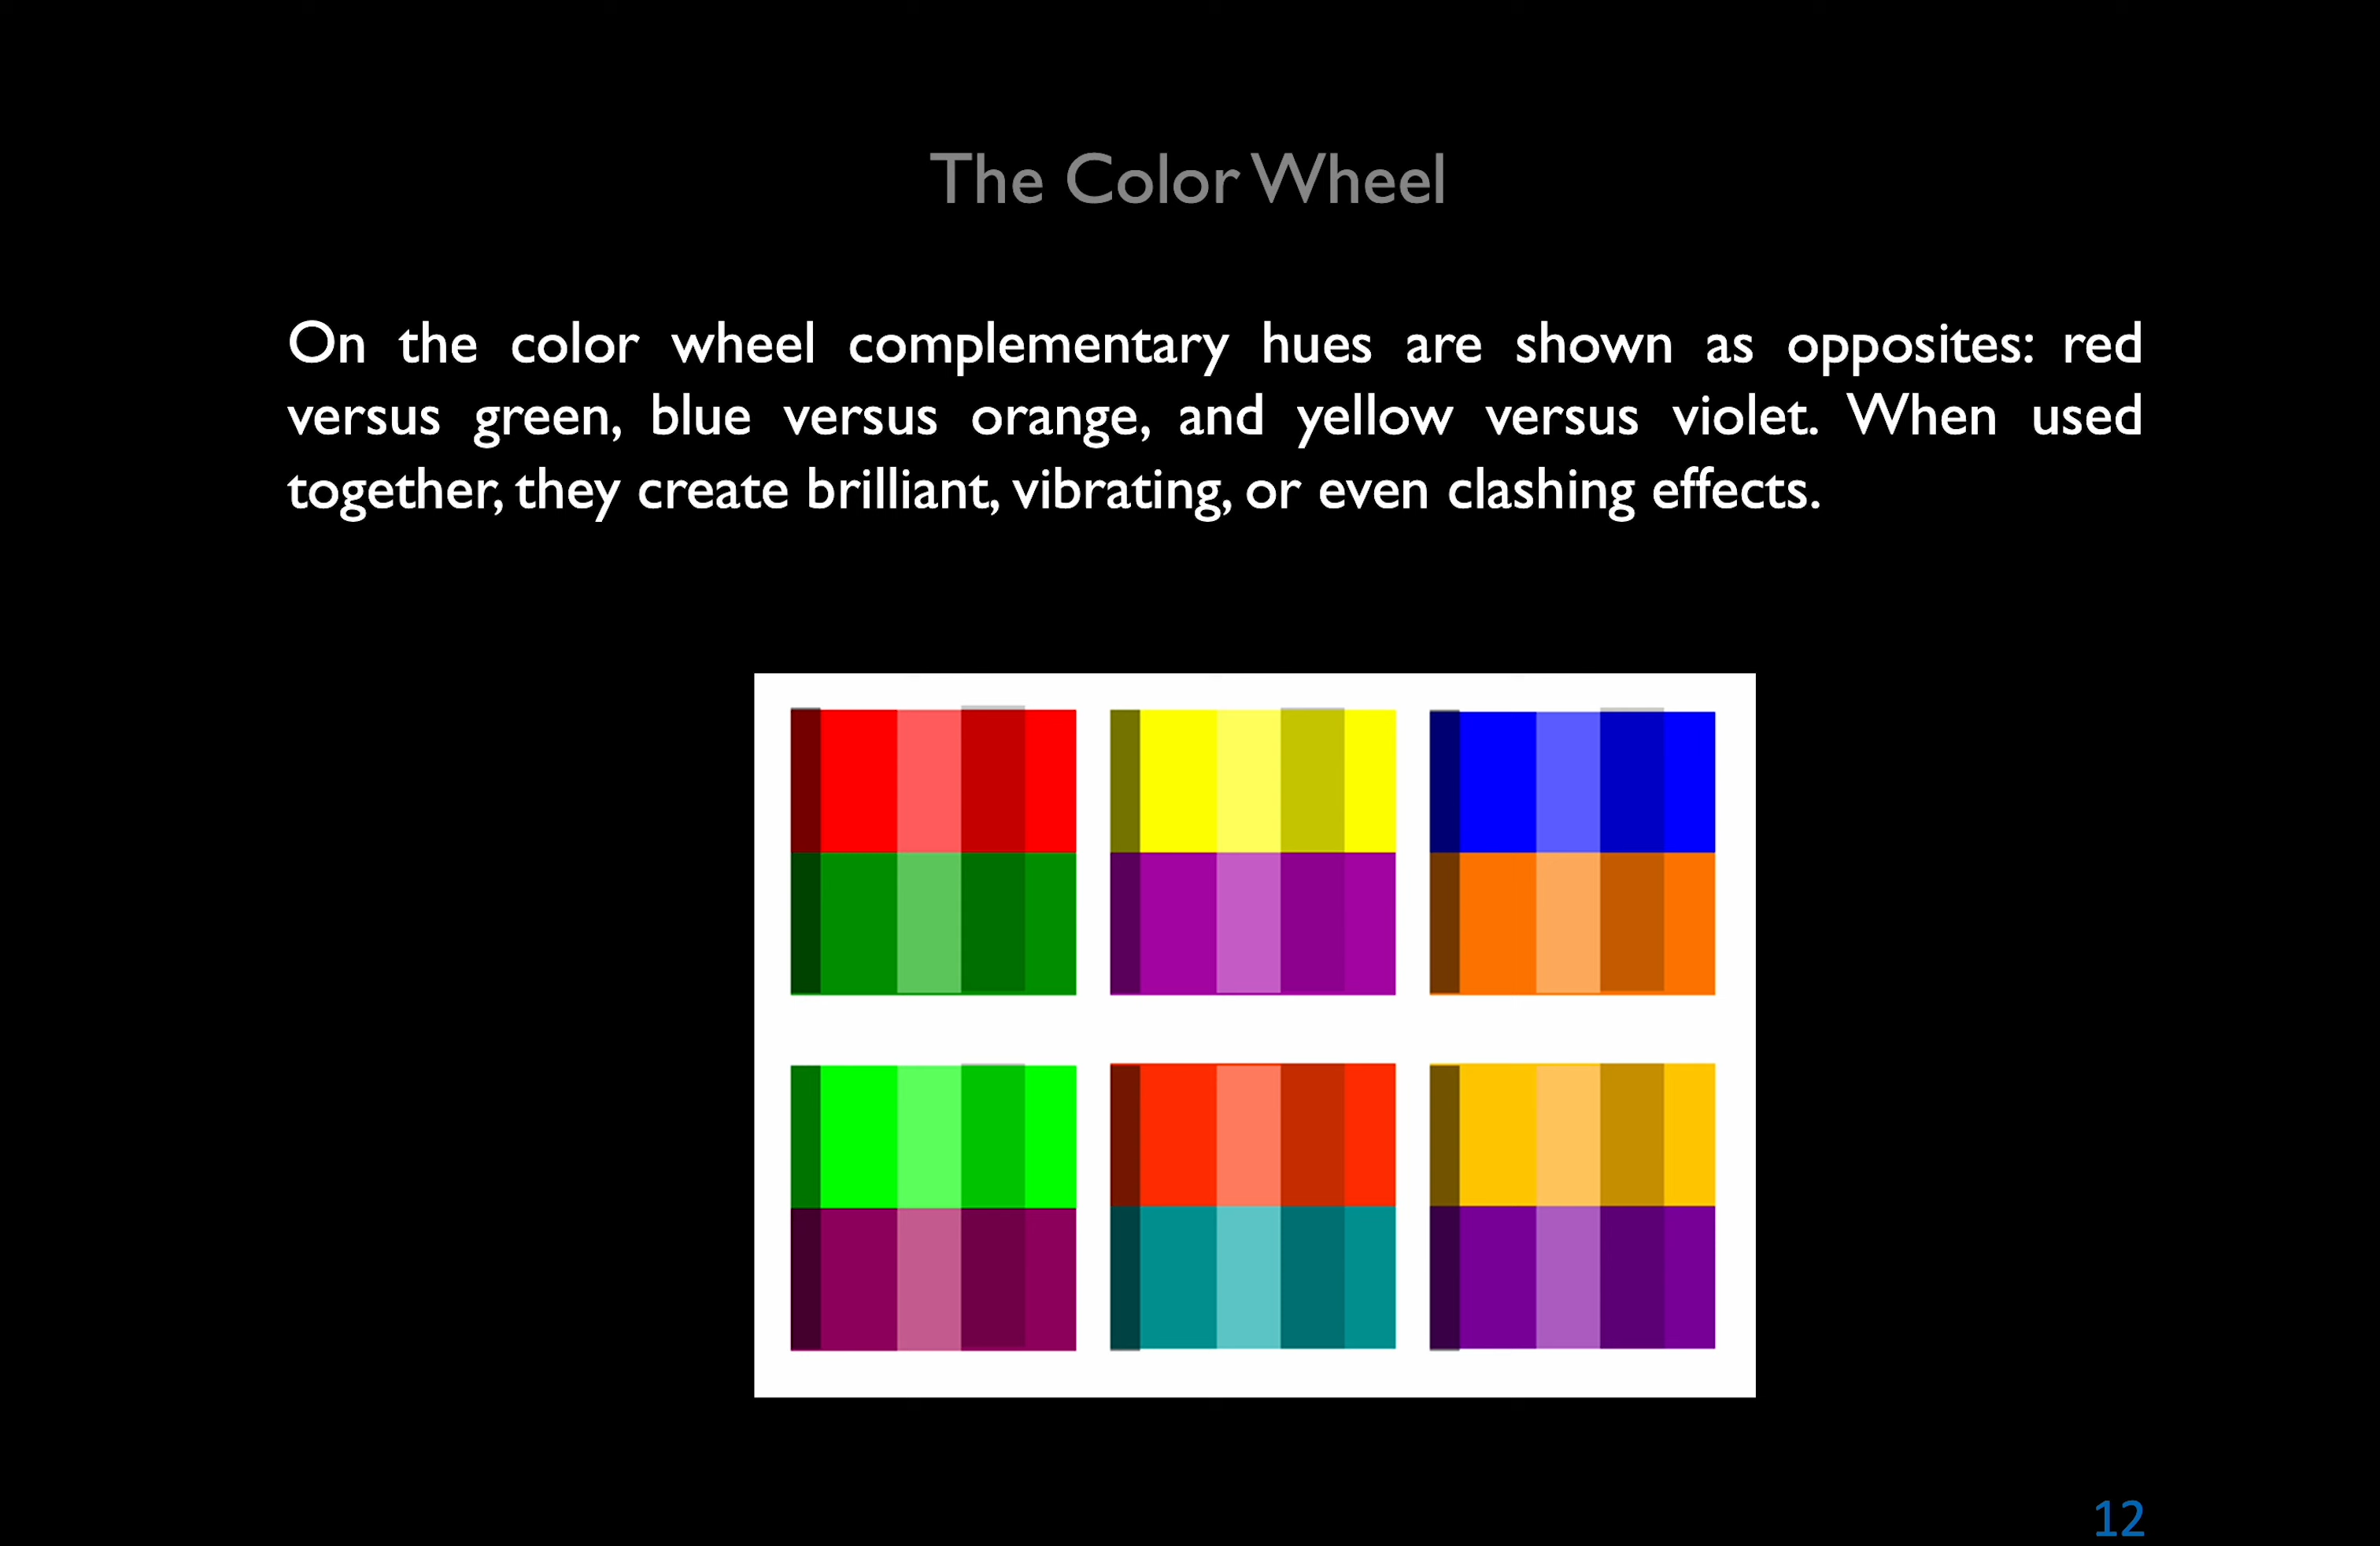 The Color Wheel
On the color wheel complementary hues are shown as opposites: red
versus green, blue versus orange, and yellow versus violet. When used
together, they create brilliant, vibrating, or even clashing effects.
12